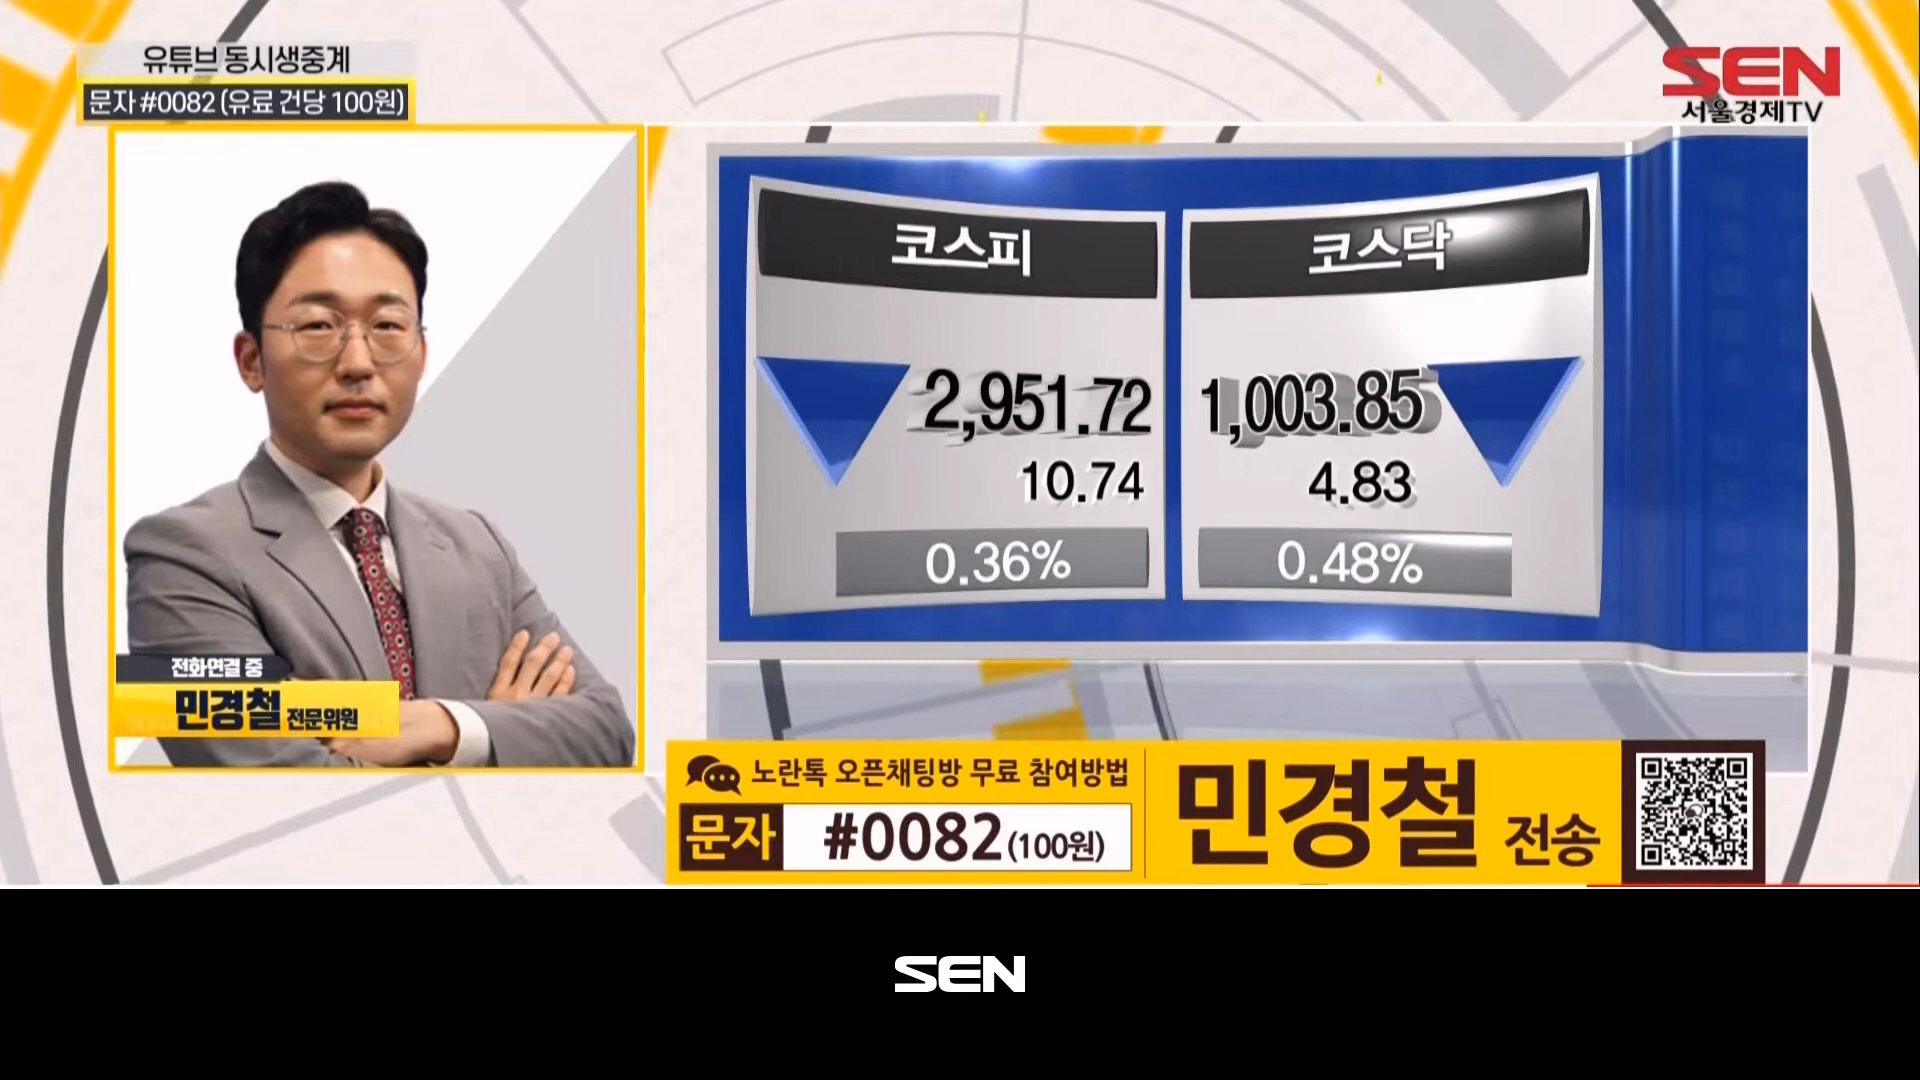 유튜브 동시생중계
문자 #0082 (유료 건당 100원)
SEN
서울경제TV
코스피
2,951.72
10.74
0.36%
코스닥
1,003.85
4.83
0.48%
전화연결 중
민경철 전문위원
노란톡 오픈채팅방 무료 참여방법
문자 #0082 (100원)
민경철 전송
SEN